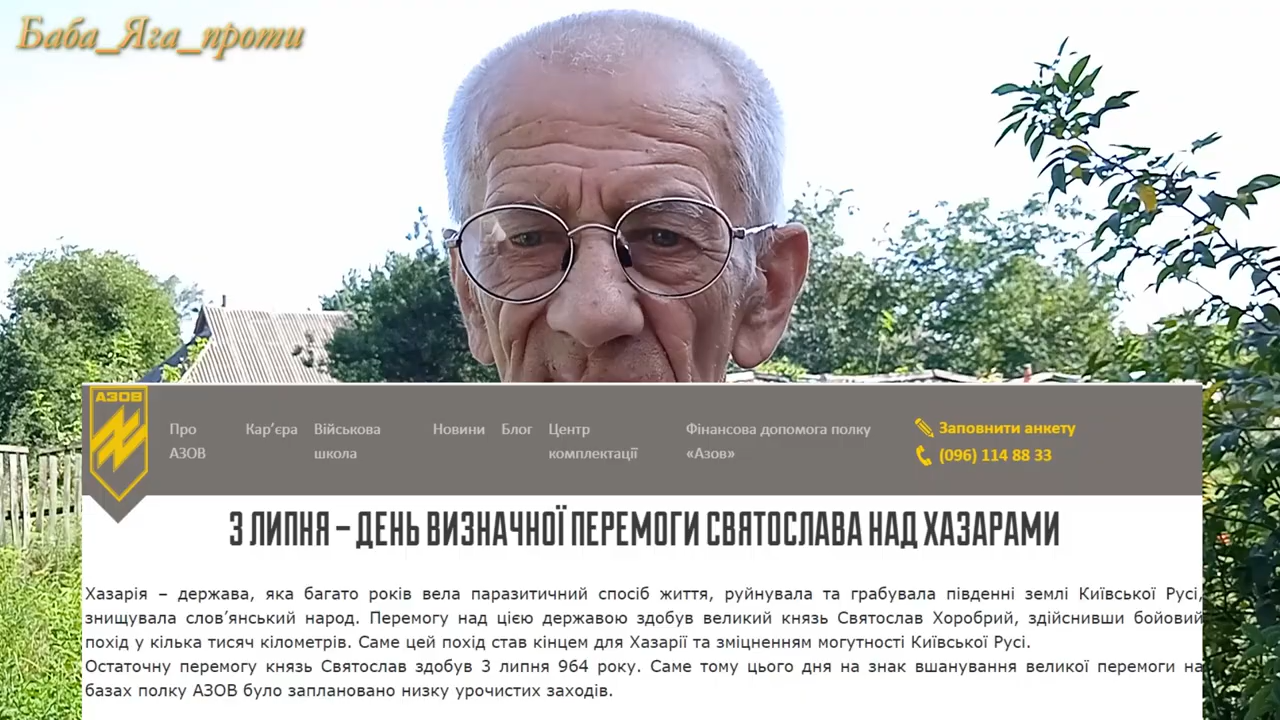 Баба_Яга_проти
АЗОВ
Про
АЗОВ
Кар’єра
Військова
школа
Новини
Блог
Центр
комплектації
Фінансова допомога полку
«Азов»
Заповнити анкету
(096) 114 88 33
3 ЛИПНЯ – ДЕНЬ ВИЗНАЧНОЇ ПЕРЕМОГИ СВЯТОСЛАВА НАД ХАЗАРАМИ
Хазарія – держава, яка багато років вела паразитичний спосіб життя, руйнувала та грабувала південні землі Київської Русі,
знищувала слов’янський народ. Перемогу над цією державою здобув великий князь Святослав Хоробрий, здійснивши бойовий
похід у кілька тисяч кілометрів. Саме цей похід став кінцем для Хазарії та зміцненням могутності Київської Русі.
Остаточну перемогу князь Святослав здобув 3 липня 964 року. Саме тому цього дня на знак вшанування великої перемоги на
базах полку АЗОВ було заплановано низку урочистих заходів.